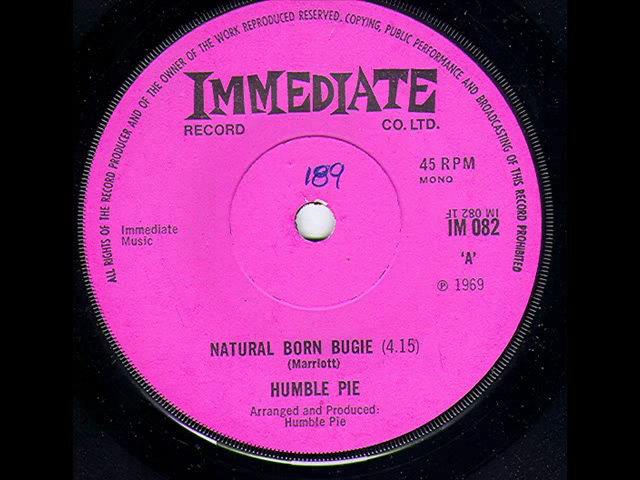 ALL RIGHTS OF THE RECORD PRODUCER AND OF THE OWNER OF THE WORK REPRODUCED RESERVED. COPYING, PUBLIC PERFORMANCE AND BROADCASTING OF THIS RECORD PROHIBITED
IMMEDIATE
RECORD CO. LTD.
189
45 RPM
MONO
IM 082 1F
IM 082
Immediate
Music
'A'
℗ 1969
NATURAL BORN BUGIE (4.15)
(Marriott)
HUMBLE PIE
Arranged and Produced:
Humble Pie